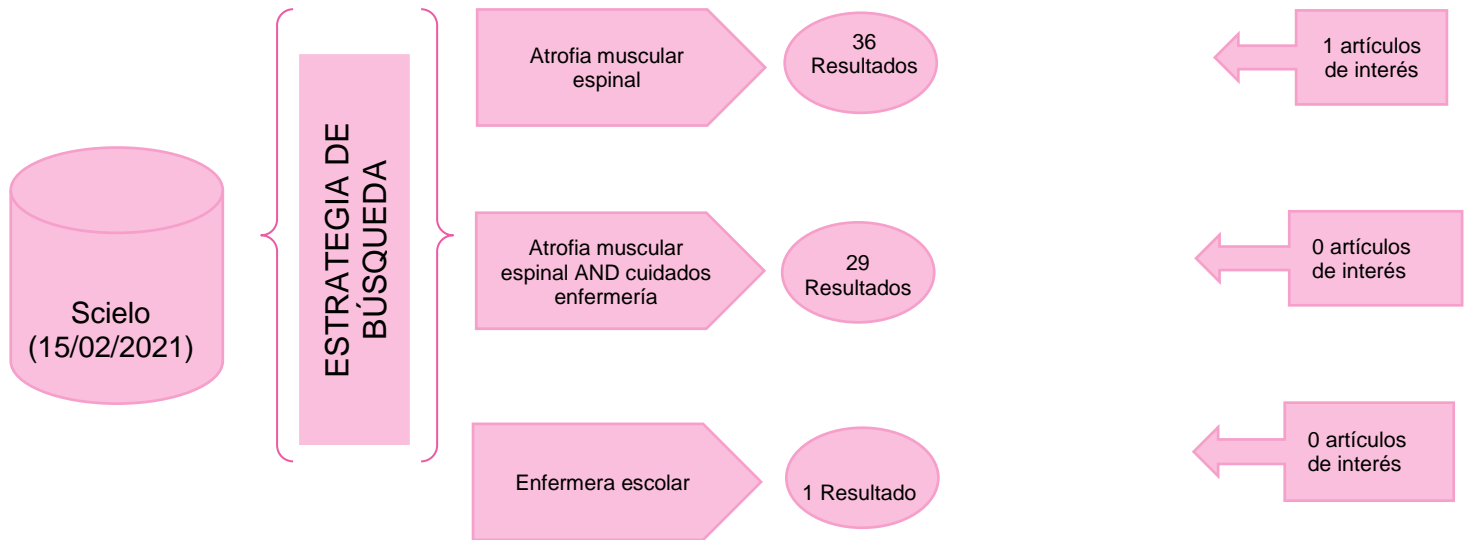 Scielo
(15/02/2021)
ESTRATEGIA DE
BÚSQUEDA
Atrofia muscular
espinal
36
Resultados
1 artículos
de interés
Atrofia muscular
espinal AND cuidados
enfermería
29
Resultados
0 artículos
de interés
Enfermera escolar
1 Resultado
0 artículos
de interés